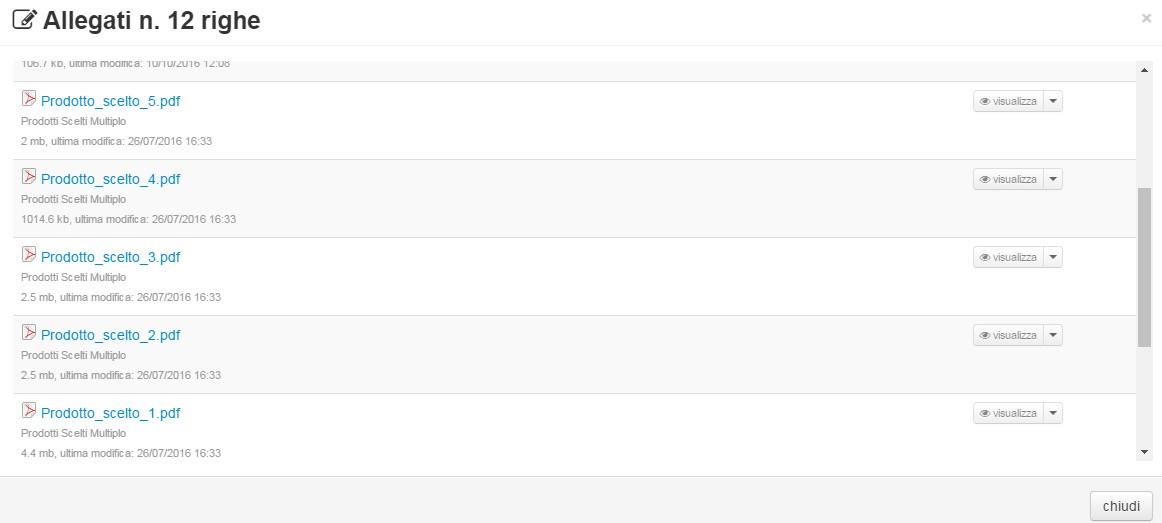 Allegati n. 12 righe
×
106.7 kb, ultima modifica: 10/10/2016 12:08
Prodotto_scelto_5.pdf
visualizza
Prodotti Scelti Multiplo
2 mb, ultima modifica: 26/07/2016 16:33
Prodotto_scelto_4.pdf
visualizza
Prodotti Scelti Multiplo
1014.6 kb, ultima modifica: 26/07/2016 16:33
Prodotto_scelto_3.pdf
visualizza
Prodotti Scelti Multiplo
2.5 mb, ultima modifica: 26/07/2016 16:33
Prodotto_scelto_2.pdf
visualizza
Prodotti Scelti Multiplo
2.5 mb, ultima modifica: 26/07/2016 16:33
Prodotto_scelto_1.pdf
visualizza
Prodotti Scelti Multiplo
4.4 mb, ultima modifica: 26/07/2016 16:33
chiudi